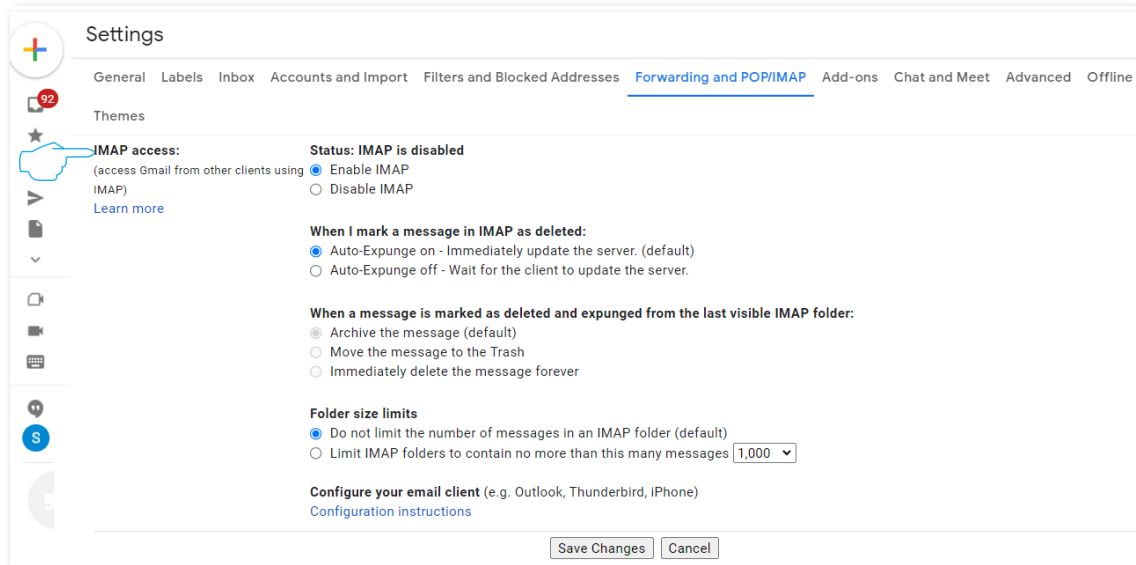 Settings
General Labels Inbox Accounts and Import Filters and Blocked Addresses Forwarding and POP/IMAP Add-ons Chat and Meet Advanced Offline
Themes
92
IMAP access:
(access Gmail from other clients using
IMAP)
Learn more
Status: IMAP is disabled
Enable IMAP
Disable IMAP
When I mark a message in IMAP as deleted:
Auto-Expunge on - Immediately update the server. (default)
Auto-Expunge off - Wait for the client to update the server.
When a message is marked as deleted and expunged from the last visible IMAP folder:
Archive the message (default)
Move the message to the Trash
Immediately delete the message forever
Folder size limits
Do not limit the number of messages in an IMAP folder (default)
Limit IMAP folders to contain no more than this many messages 1,000
Configure your email client (e.g. Outlook, Thunderbird, iPhone)
Configuration instructions
S
Save Changes Cancel